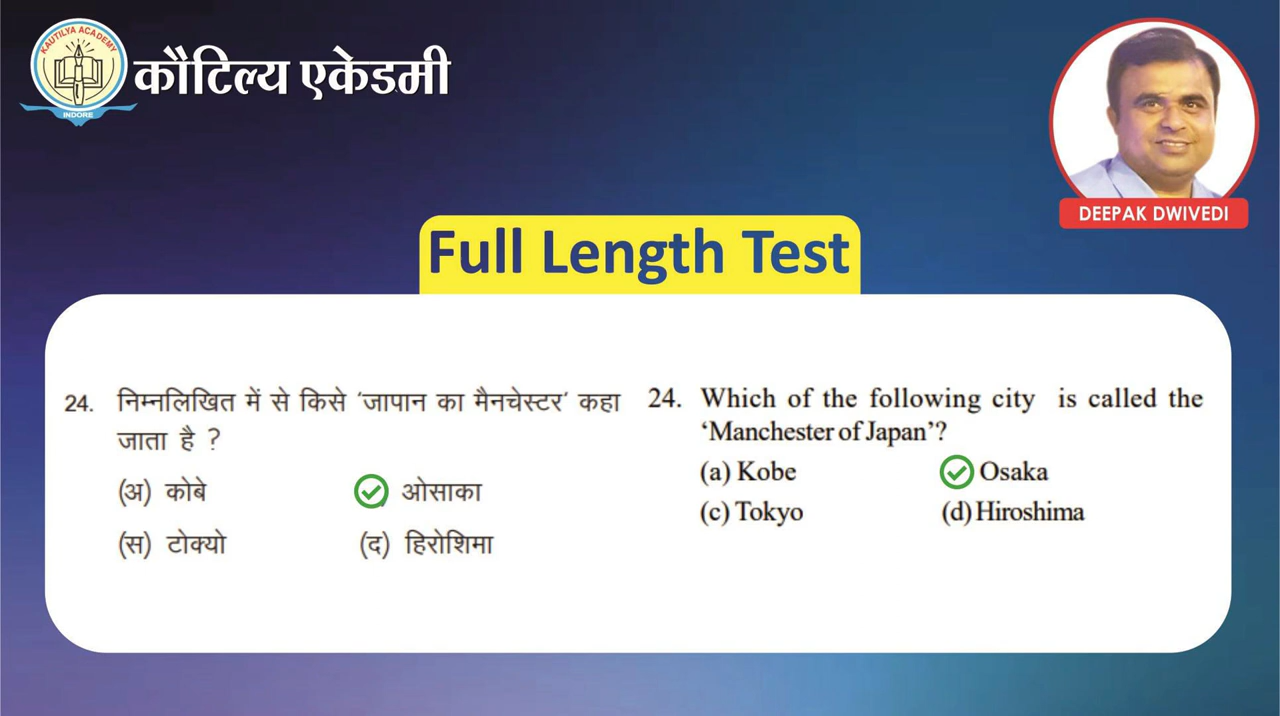 KAUTILYA ACADEMY
INDORE
कौटिल्य एकेडमी
DEEPAK DWIVEDI
Full Length Test
24. निम्नलिखित में से किसे 'जापान का मैनचेस्टर' कहा
जाता है ?
(अ) कोबे ओसाका
(स) टोक्यो (द) हिरोशिमा
24. Which of the following city is called the
'Manchester of Japan'?
(a) Kobe Osaka
(c) Tokyo (d) Hiroshima